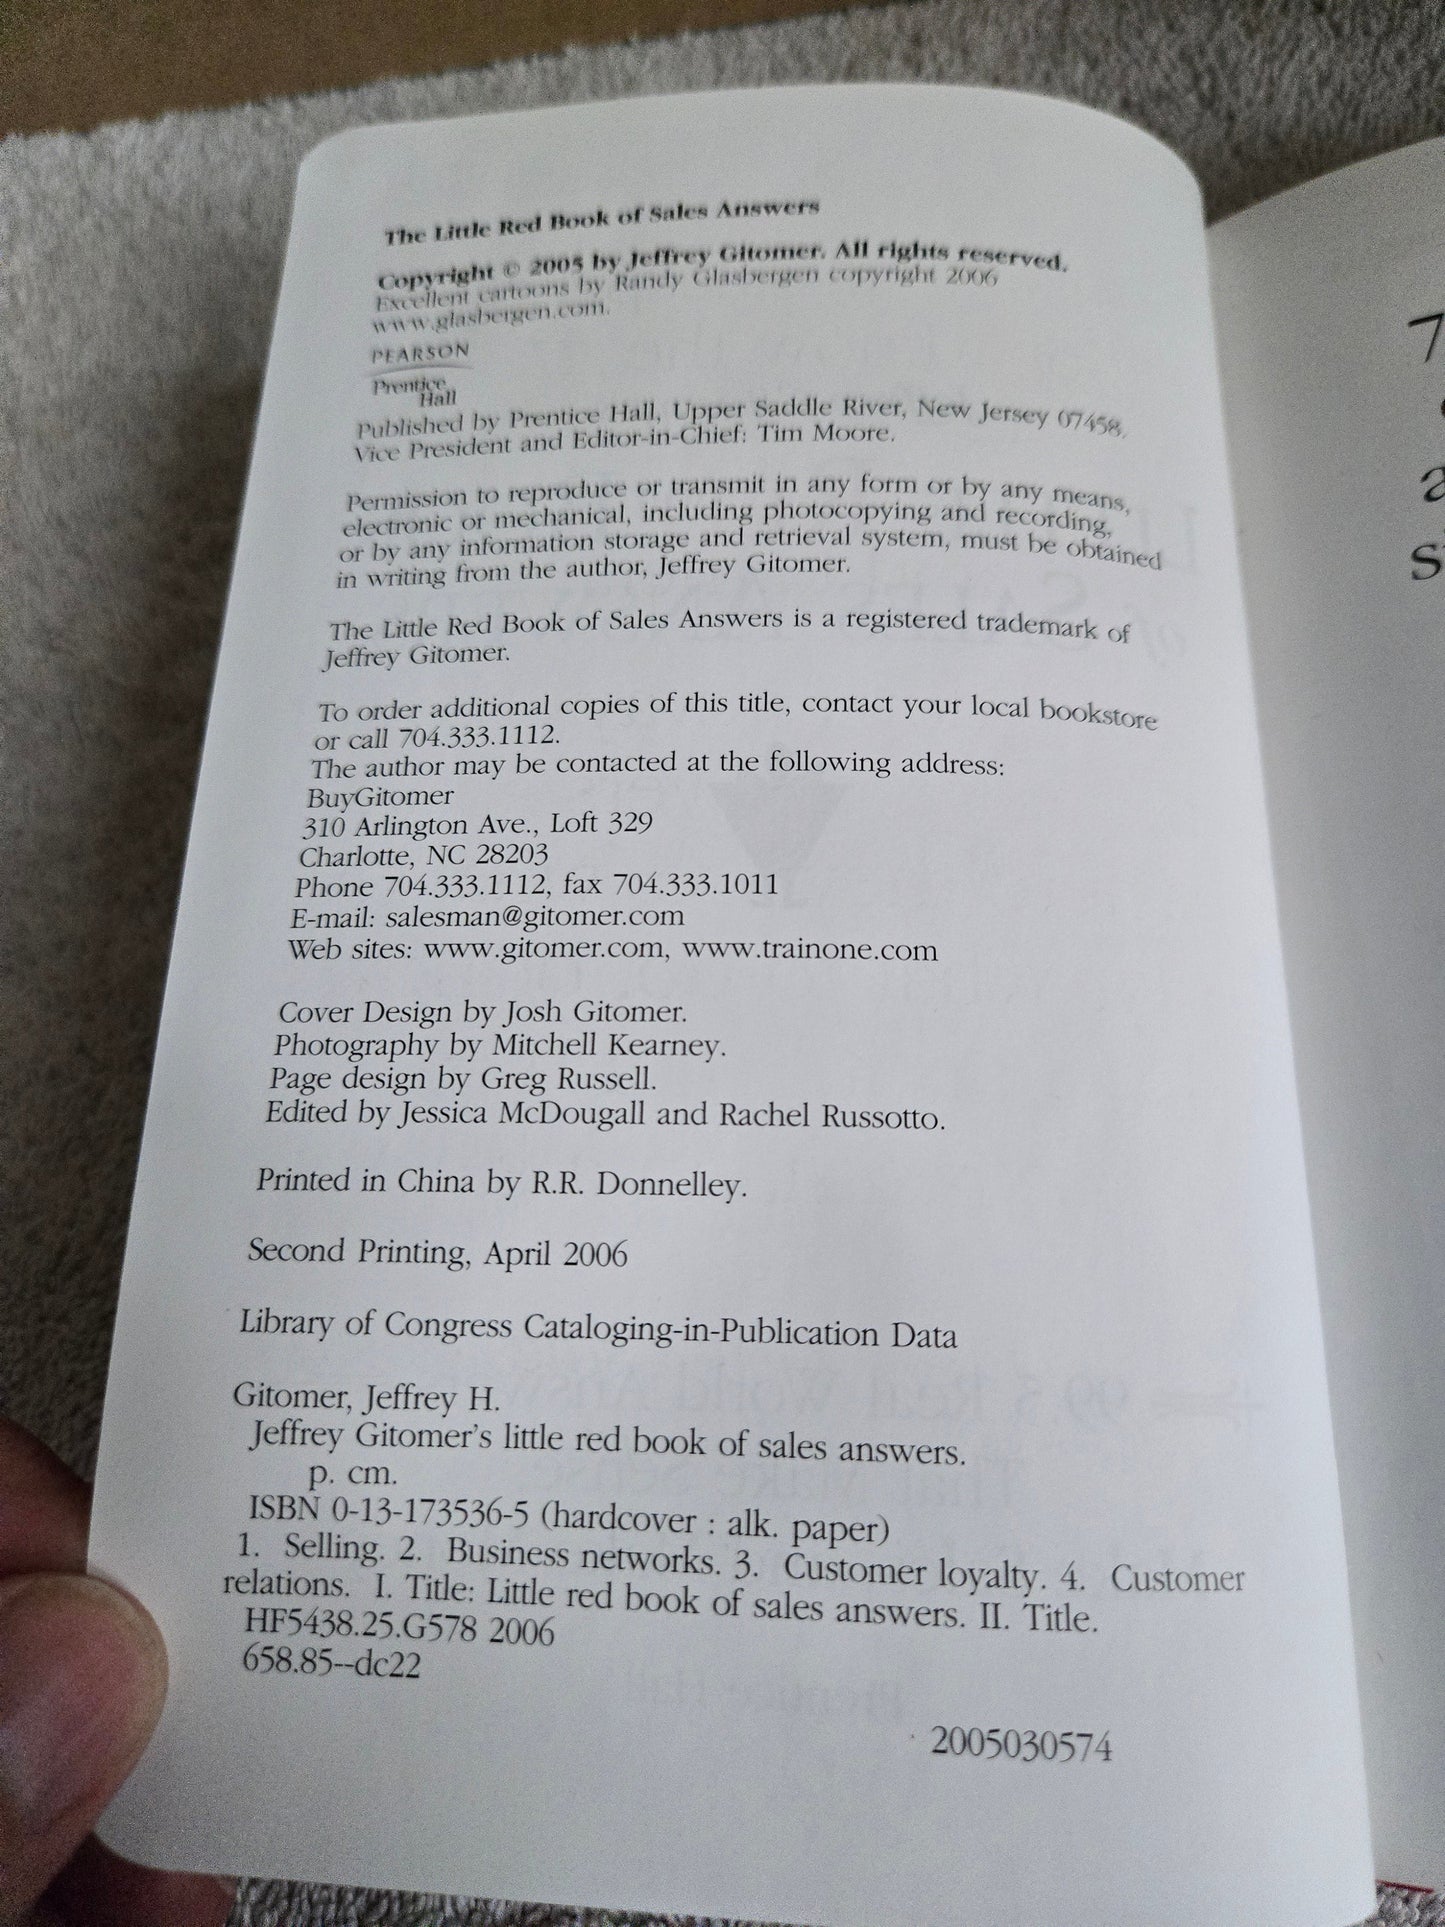 The Little Red Book of Sales Answers
Copyright © 2005 by Jeffrey Gitomer. All rights reserved.
Excellent cartoons by Randy Glasbergen copyright 2006
www.glasbergen.com.
PEARSON
Prentice
Hall
Published by Prentice Hall, Upper Saddle River, New Jersey 07458,
Vice President and Editor-in-Chief: Tim Moore.
Permission to reproduce or transmit in any form or by any means,
electronic or mechanical, including photocopying and recording,
or by any information storage and retrieval system, must be obtained
in writing from the author, Jeffrey Gitomer.
The Little Red Book of Sales Answers is a registered trademark of
Jeffrey Gitomer.
To order additional copies of this title, contact your local bookstore
or call 704.333.1112.
The author may be contacted at the following address:
BuyGitomer
310 Arlington Ave., Loft 329
Charlotte, NC 28203
Phone 704.333.1112, fax 704.333.1011
E-mail: salesman@gitomer.com
Web sites: www.gitomer.com, www.trainone.com
Cover Design by Josh Gitomer.
Photography by Mitchell Kearney.
Page design by Greg Russell.
Edited by Jessica McDougall and Rachel Russotto.
Printed in China by R.R. Donnelley.
Second Printing, April 2006
Library of Congress Cataloging-in-Publication Data
Gitomer, Jeffrey H.
Jeffrey Gitomer's little red book of sales answers.
p. cm.
ISBN 0-13-173536-5 (hardcover : alk. paper)
1. Selling. 2. Business networks. 3. Customer loyalty. 4. Customer
relations. I. Title: Little red book of sales answers. II. Title.
HF5438.25.G578 2006
658.85--dc22
2005030574